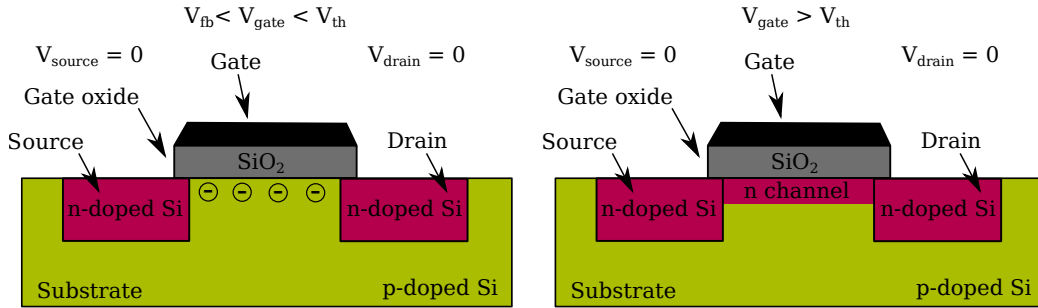 V_fb < V_gate < V_th
V_source = 0
Gate
V_drain = 0
Gate oxide
Source
Drain
SiO₂
− − − −
n-doped Si
n-doped Si
Substrate
p-doped Si
V_gate > V_th
V_source = 0
Gate
V_drain = 0
Gate oxide
Source
Drain
SiO₂
n-doped Si
n channel
n-doped Si
Substrate
p-doped Si